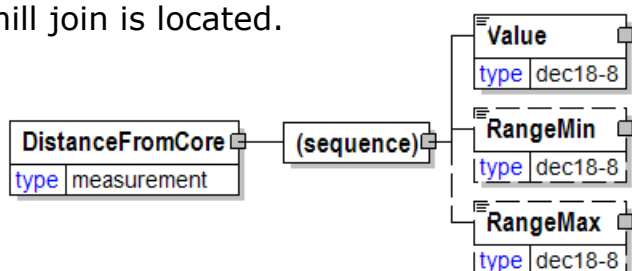 mill join is located.
Value
type dec18-8
DistanceFromCore
type measurement
(sequence)
RangeMin
type dec18-8
RangeMax
type dec18-8